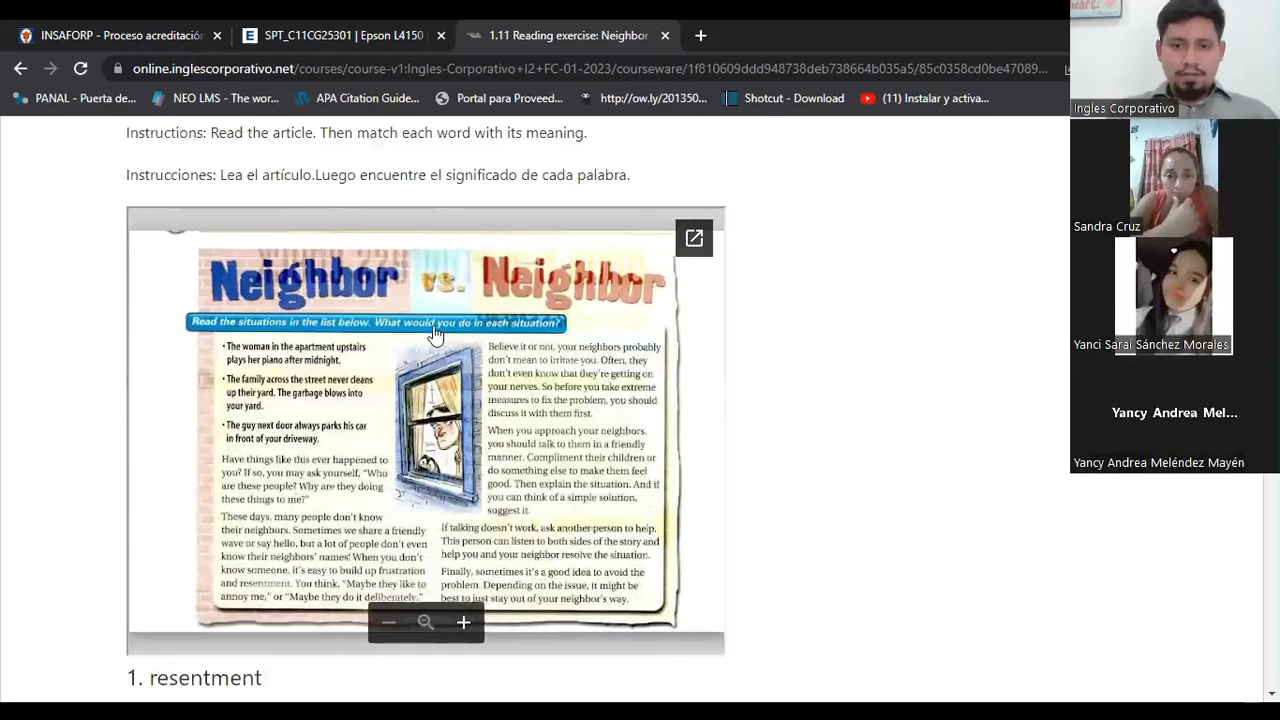 INSAFORP - Proceso acreditación
SPT_C11CG25301 | Epson L4150
1.11 Reading exercise: Neighbor
online.inglescorporativo.net/courses/course-v1:Ingles-Corporativo+I2+FC-01-2023/courseware/1f810609ddd948738deb738664b035a5/85c0358cd0be47089...
PANAL - Puerta de...
NEO LMS - The wor...
APA Citation Guide...
Portal para Proveed...
http://ow.ly/201350...
Shotcut - Download
(11) Instalar y activa...
Instructions: Read the article. Then match each word with its meaning.
Instrucciones: Lea el artículo.Luego encuentre el significado de cada palabra.
Neighbor vs. Neighbor
Read the situations in the list below. What would you do in each situation?
• The woman in the apartment upstairs
plays her piano after midnight.
• The family across the street never cleans
up their yard. The garbage blows into
your yard.
• The guy next door always parks his car
in front of your driveway.
Have things like this ever happened to
you? If so, you may ask yourself, "Who
are these people? Why are they doing
these things to me?"
These days, many people don't know
their neighbors. Sometimes we share a friendly
wave or say hello, but a lot of people don't even
know their neighbors' names! When you don't
know someone, it's easy to build up frustration
and resentment. You think, "Maybe they like to
annoy me," or "Maybe they do it deliberately."
Believe it or not, your neighbors probably
don't mean to irritate you. Often, they
don't even know that they're getting on
your nerves. So before you take extreme
measures to fix the problem, you should
discuss it with them first.
When you approach your neighbors,
you should talk to them in a friendly
manner. Compliment their children or
do something else to make them feel
good. Then explain the situation. And if
you can think of a simple solution,
suggest it.
If talking doesn't work, ask another person to help.
This person can listen to both sides of the story and
help you and your neighbor resolve the situation.
Finally, sometimes it's a good idea to avoid the
problem. Depending on the issue, it might be
best to just stay out of your neighbor's way.
1. resentment
Ingles Corporativo
Sandra Cruz
Yanci Sarai Sánchez Morales
Yancy Andrea Mel...
Yancy Andrea Meléndez Mayén